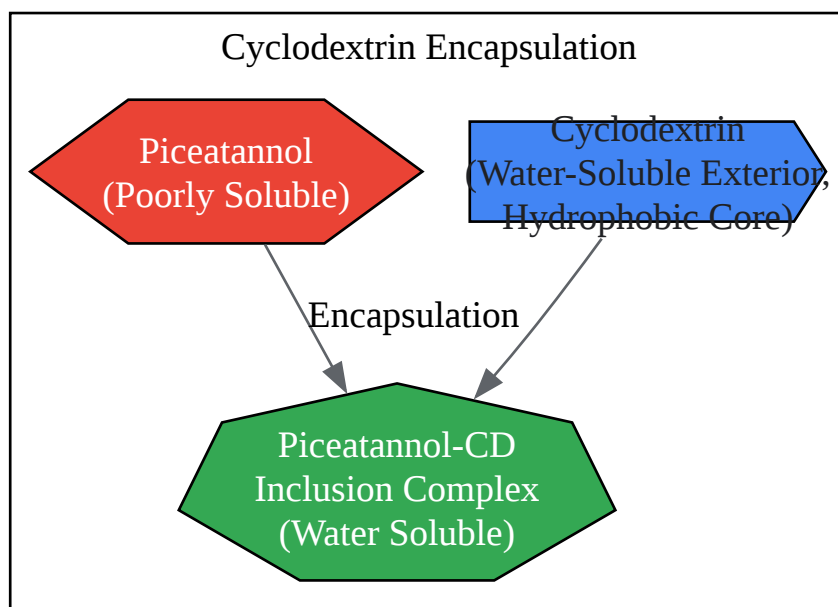 Cyclodextrin Encapsulation
Piceatannol
(Poorly Soluble)
Cyclodextrin
(Water-Soluble Exterior,
Hydrophobic Core)
Encapsulation
Piceatannol-CD
Inclusion Complex
(Water Soluble)